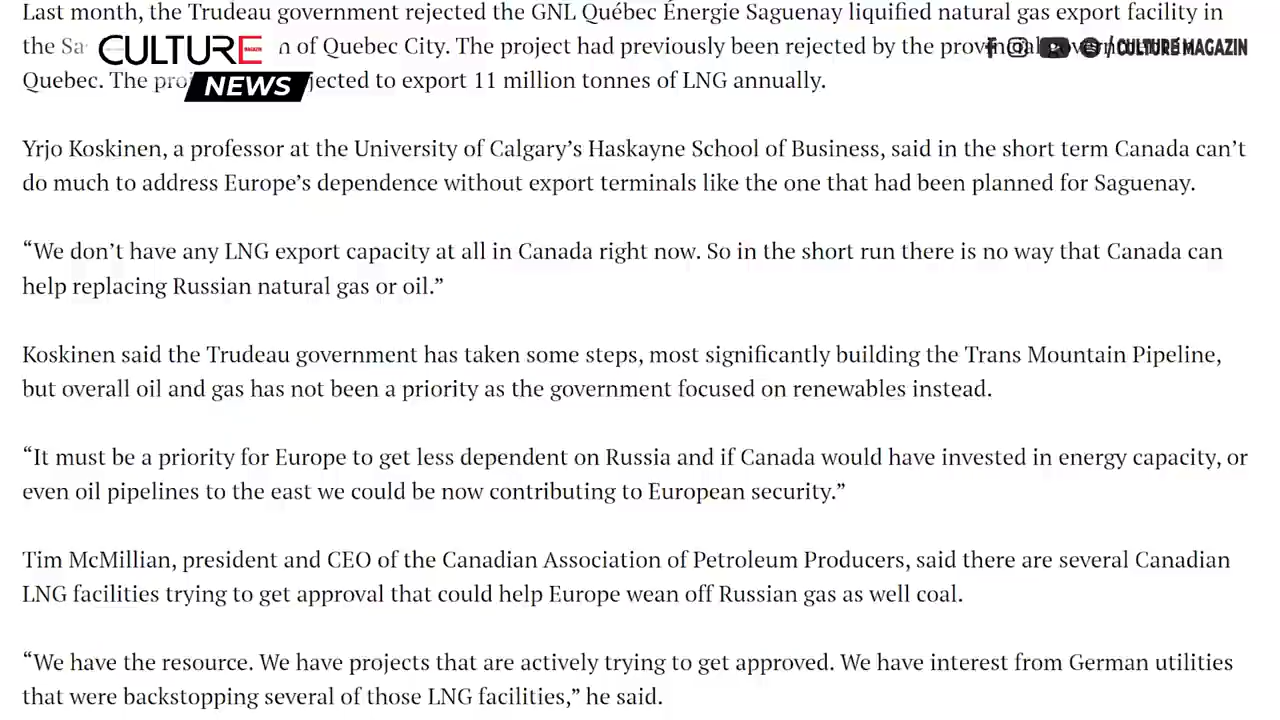 Last month, the Trudeau government rejected the GNL Québec Énergie Saguenay liquified natural gas export facility in
the Sa CULTURE MAGAZIN n of Quebec City. The project had previously been rejected by the provincial government in / CULTURE MAGAZIN
Quebec. The pro NEWS jected to export 11 million tonnes of LNG annually.
Yrjo Koskinen, a professor at the University of Calgary’s Haskayne School of Business, said in the short term Canada can’t
do much to address Europe’s dependence without export terminals like the one that had been planned for Saguenay.
“We don’t have any LNG export capacity at all in Canada right now. So in the short run there is no way that Canada can
help replacing Russian natural gas or oil.”
Koskinen said the Trudeau government has taken some steps, most significantly building the Trans Mountain Pipeline,
but overall oil and gas has not been a priority as the government focused on renewables instead.
“It must be a priority for Europe to get less dependent on Russia and if Canada would have invested in energy capacity, or
even oil pipelines to the east we could be now contributing to European security.”
Tim McMillian, president and CEO of the Canadian Association of Petroleum Producers, said there are several Canadian
LNG facilities trying to get approval that could help Europe wean off Russian gas as well coal.
“We have the resource. We have projects that are actively trying to get approved. We have interest from German utilities
that were backstopping several of those LNG facilities,” he said.